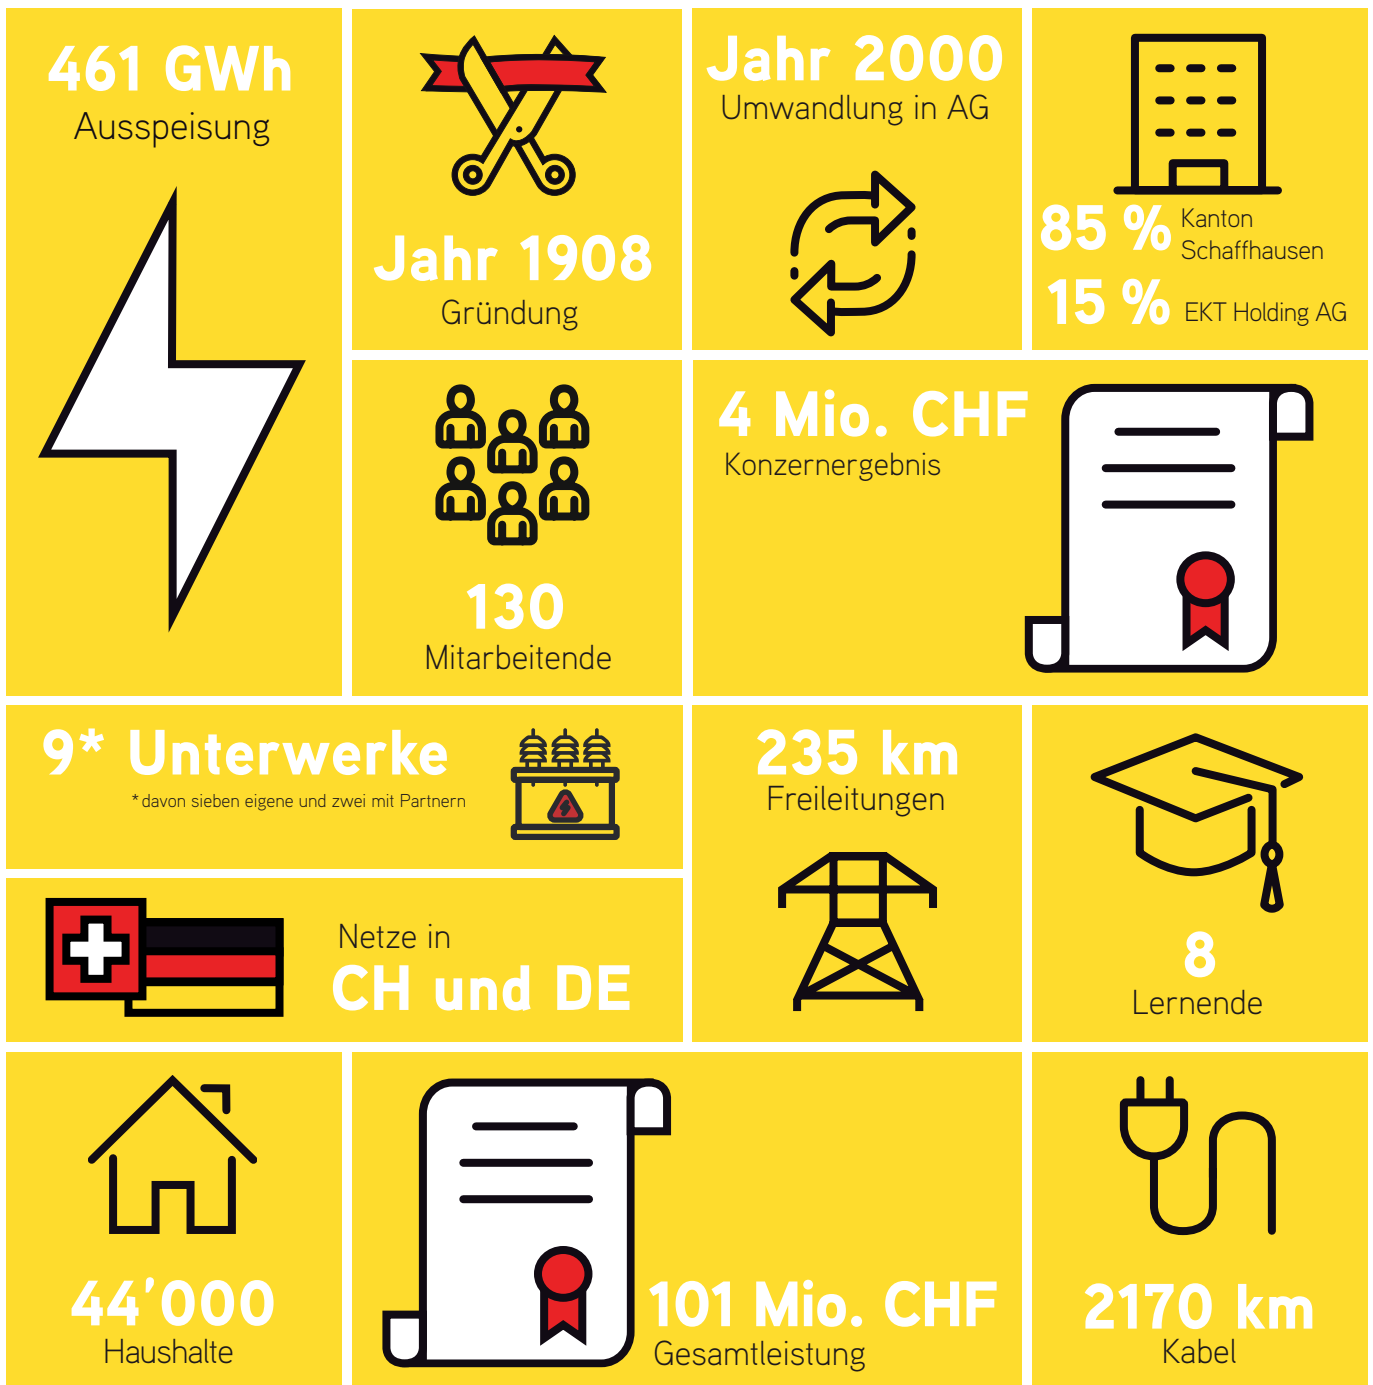 461 GWh
Ausspeisung
Jahr 1908
Gründung
Jahr 2000
Umwandlung in AG
85 % Kanton
Schaffhausen
15 % EKT Holding AG
130
Mitarbeitende
4 Mio. CHF
Konzernergebnis
9* Unterwerke
* davon sieben eigene und zwei mit Partnern
Netze in
CH und DE
235 km
Freileitungen
8
Lernende
44’000
Haushalte
101 Mio. CHF
Gesamtleistung
2170 km
Kabel